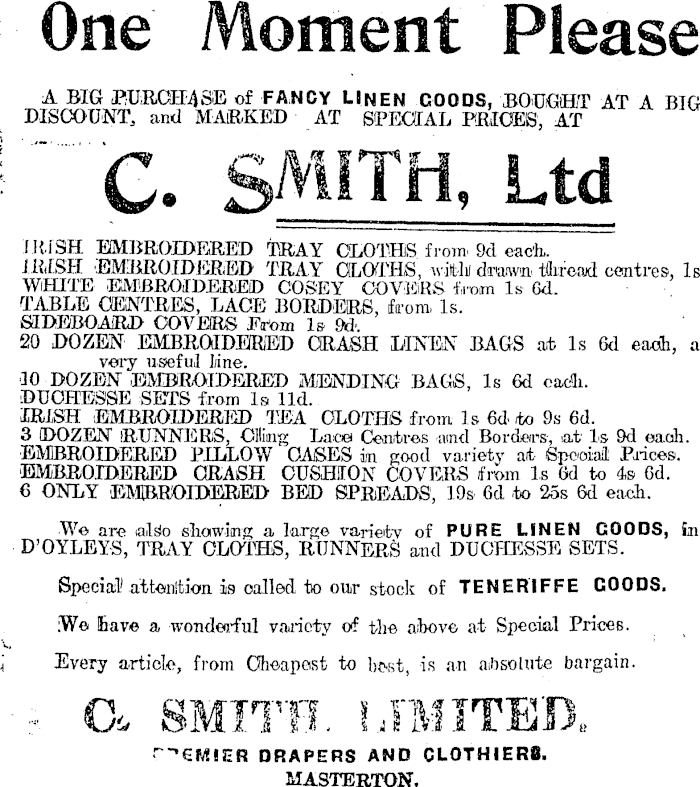 One Moment Please
A BIG PURCHASE of FANCY LINEN GOODS, BOUGHT AT A BIG
DISCOUNT, and MARKED AT SPECIAL PRICES, AT
C. SMITH, Ltd
IRISH EMBROIDERED TRAY CLOTHS from 9d each.
IRISH EMBROIDERED TRAY CLOTHS, with drawn thread centres, 1s
WHITE EMBROIDERED COSEY COVERS from 1s 6d.
TABLE CENTRES, LACE BORDERS, from 1s.
SIDEBOARD COVERS From 1s 9d.
20 DOZEN EMBROIDERED CRASH LINEN BAGS at 1s 6d each, a
very useful line.
10 DOZEN EMBROIDERED MENDING BAGS, 1s 6d each.
DUCHESSE SETS from 1s 11d.
IRISH EMBROIDERED TEA CLOTHS from 1s 6d to 9s 6d.
3 DOZEN RUNNERS, Lace Centres and Borders, at 1s 9d each.
EMBROIDERED PILLOW CASES in good variety at Special Prices.
EMBROIDERED CRASH CUSHION COVERS from 1s 6d to 4s 6d.
6 ONLY EMBROIDERED BED SPREADS, 19s 6d to 25s 6d each.
We are also showing a large variety of PURE LINEN GOODS, in
D'OYLEYS, TRAY CLOTHS, RUNNERS and DUCHESSE SETS.
Special attention is called to our stock of TENERIFFE GOODS.
We have a wonderful variety of the above at Special Prices.
Every article, from Cheapest to best, is an absolute bargain.
C. SMITH, LIMITED,
PREMIER DRAPERS AND CLOTHIERS.
MASTERTON.